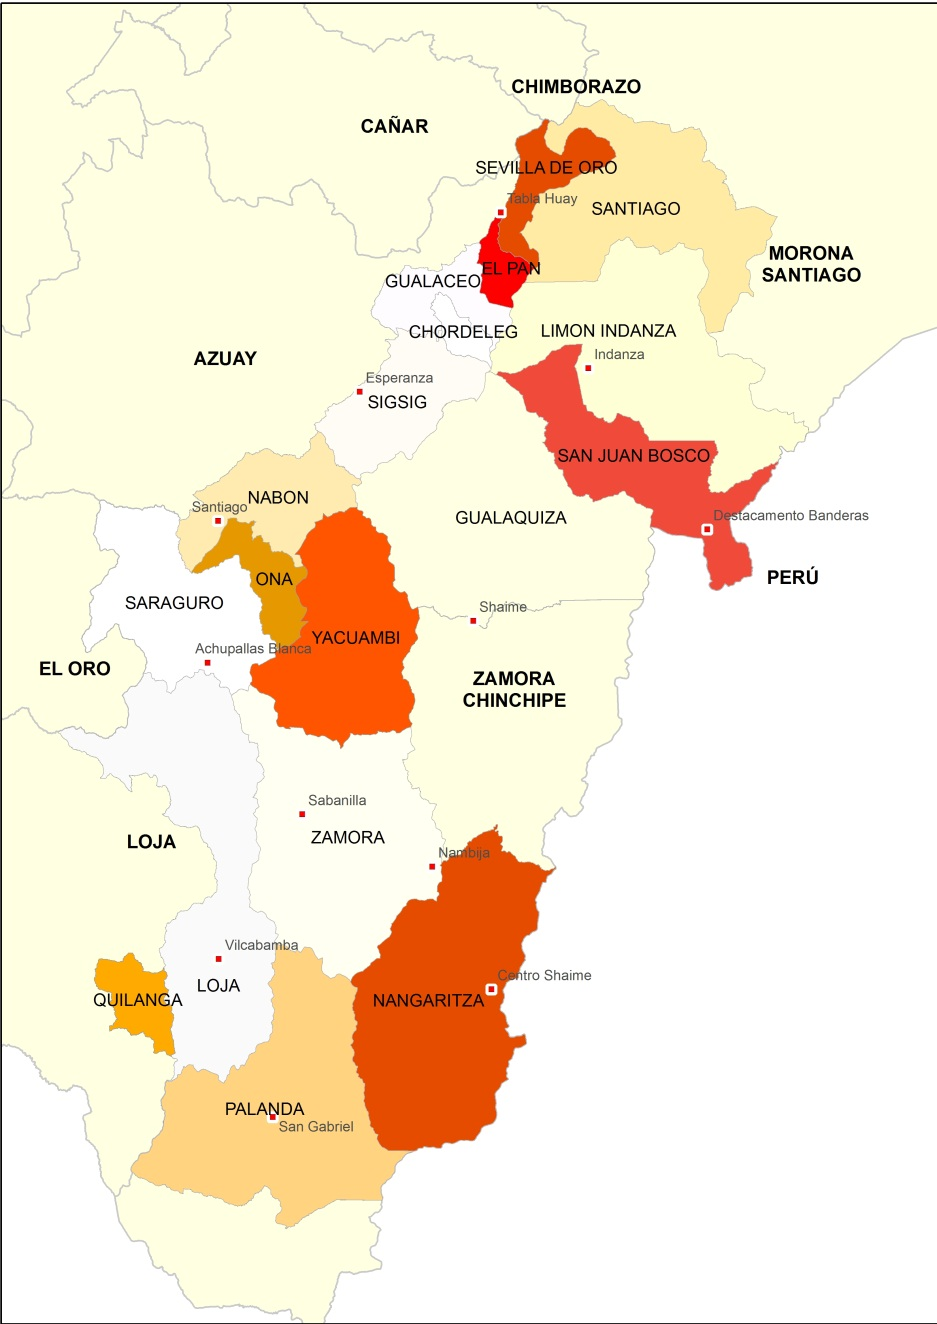 CHIMBORAZO
CAÑAR
SEVILLA DE ORO
Tabla Huay
SANTIAGO
MORONA
SANTIAGO
EL PAN
GUALACEO
CHORDELEG
LIMON INDANZA
Indanza
AZUAY
Esperanza
SIGSIG
SAN JUAN BOSCO
NABON
Santiago
GUALAQUIZA
Destacamento Banderas
PERÚ
ONA
SARAGURO
Shaime
YACUAMBI
Achupallas Blanca
EL ORO
ZAMORA
CHINCHIPE
Sabanilla
ZAMORA
LOJA
Nambija
Vilcabamba
LOJA
Centro Shaime
QUILANGA
NANGARITZA
PALANDA
San Gabriel